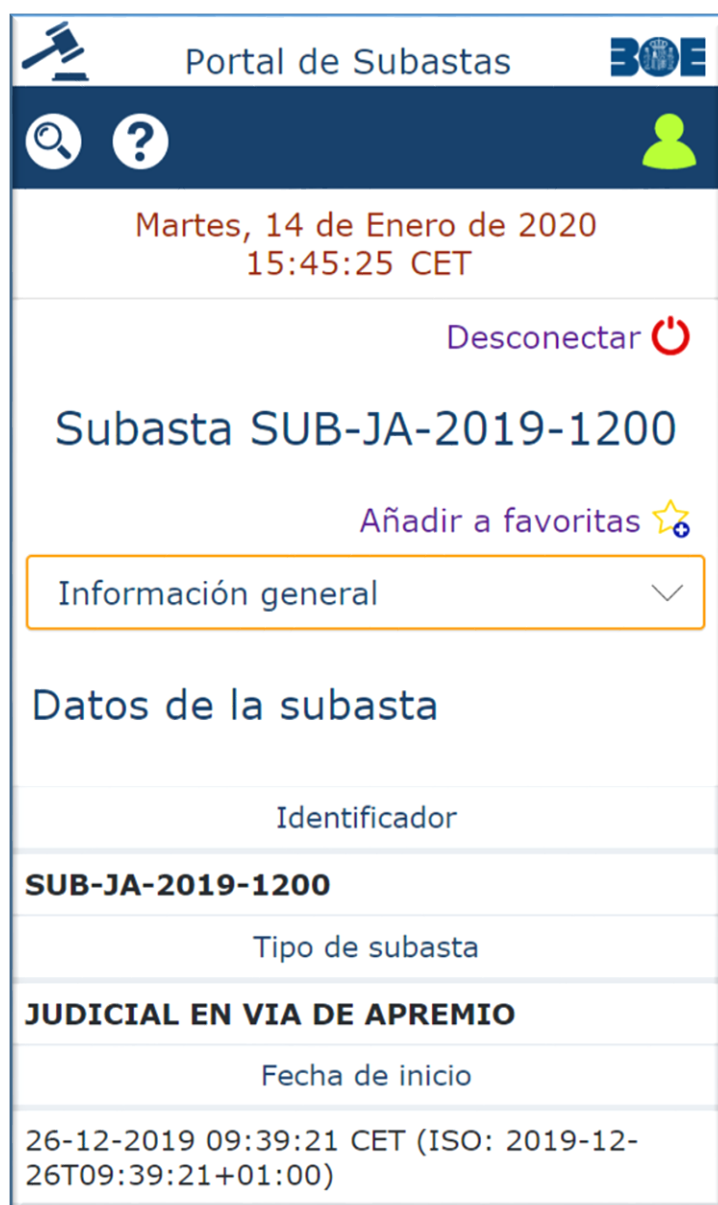 Portal de Subastas
BOE
?
Martes, 14 de Enero de 2020
15:45:25 CET
Desconectar
Subasta SUB-JA-2019-1200
Añadir a favoritas
Información general
Datos de la subasta
Identificador
SUB-JA-2019-1200
Tipo de subasta
JUDICIAL EN VIA DE APREMIO
Fecha de inicio
26-12-2019 09:39:21 CET (ISO: 2019-12-
26T09:39:21+01:00)